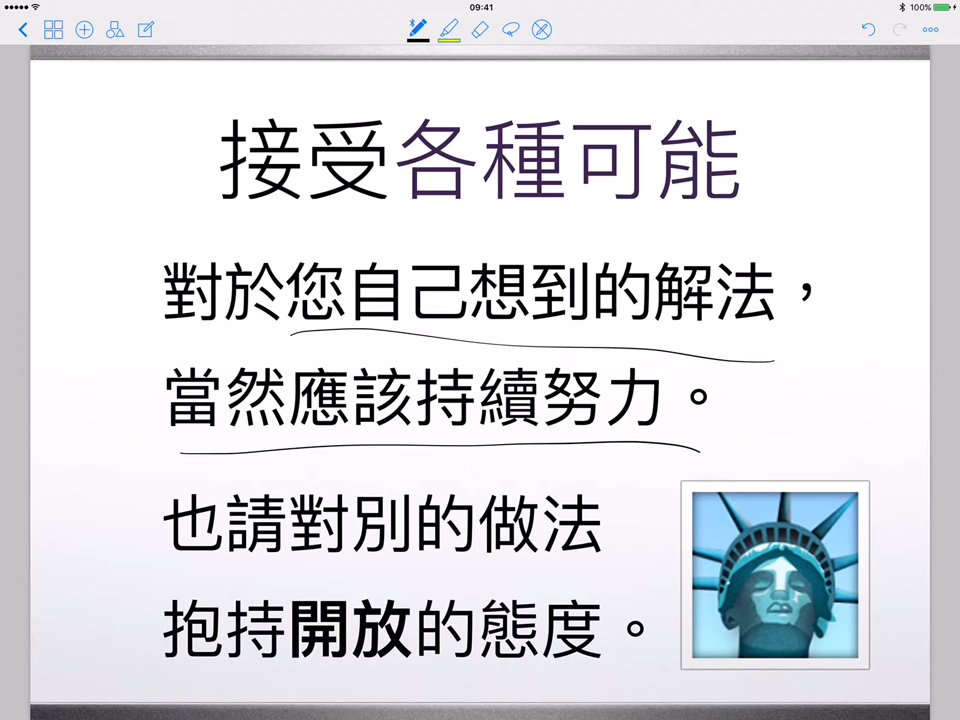 09:41
100%
接受各種可能
對於您自己想到的解法，
當然應該持續努力。
也請對別的做法
抱持開放的態度。